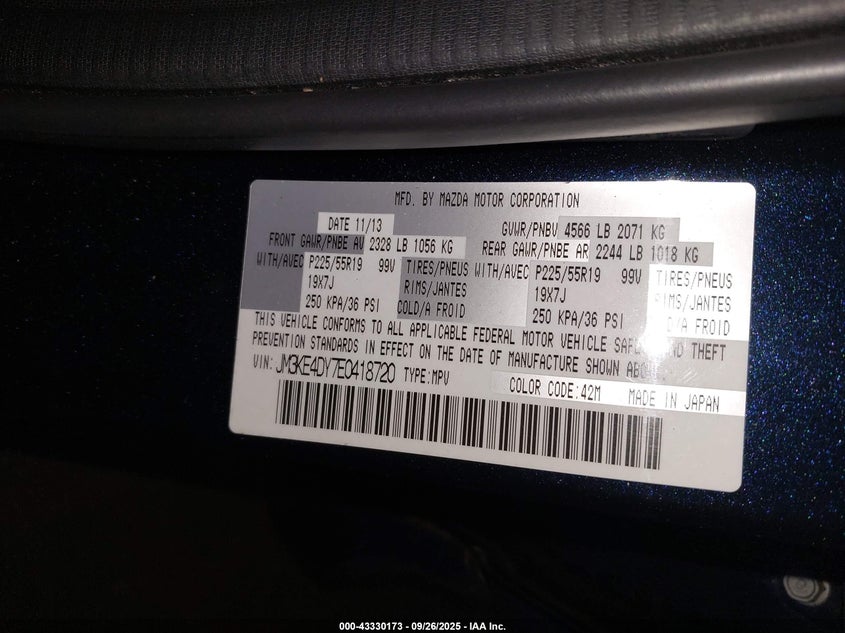 MFD. BY MAZDA MOTOR CORPORATION
DATE 11/13 GVWR/PNBV 4566 LB 2071 KG
FRONT GAWR/PNBE AV 2328 LB 1056 KG REAR GAWR/PNBE AR 2244 LB 1018 KG
WITH/AVEC P225/55R19 99V TIRES/PNEUS WITH/AVEC P225/55R19 99V TIRES/PNEUS
19X7J RIMS/JANTES 19X7J RIMS/JANTES
250 KPA/36 PSI COLD/A FROID 250 KPA/36 PSI COLD/A FROID
THIS VEHICLE CONFORMS TO ALL APPLICABLE FEDERAL MOTOR VEHICLE SAFETY AND THEFT
PREVENTION STANDARDS IN EFFECT ON THE DATE OF MANUFACTURE SHOWN ABOVE.
VIN: JM3KE4DY7E0418720 TYPE:MPV COLOR CODE:42M MADE IN JAPAN
000-43330173 - 09/26/2025 - IAA Inc.